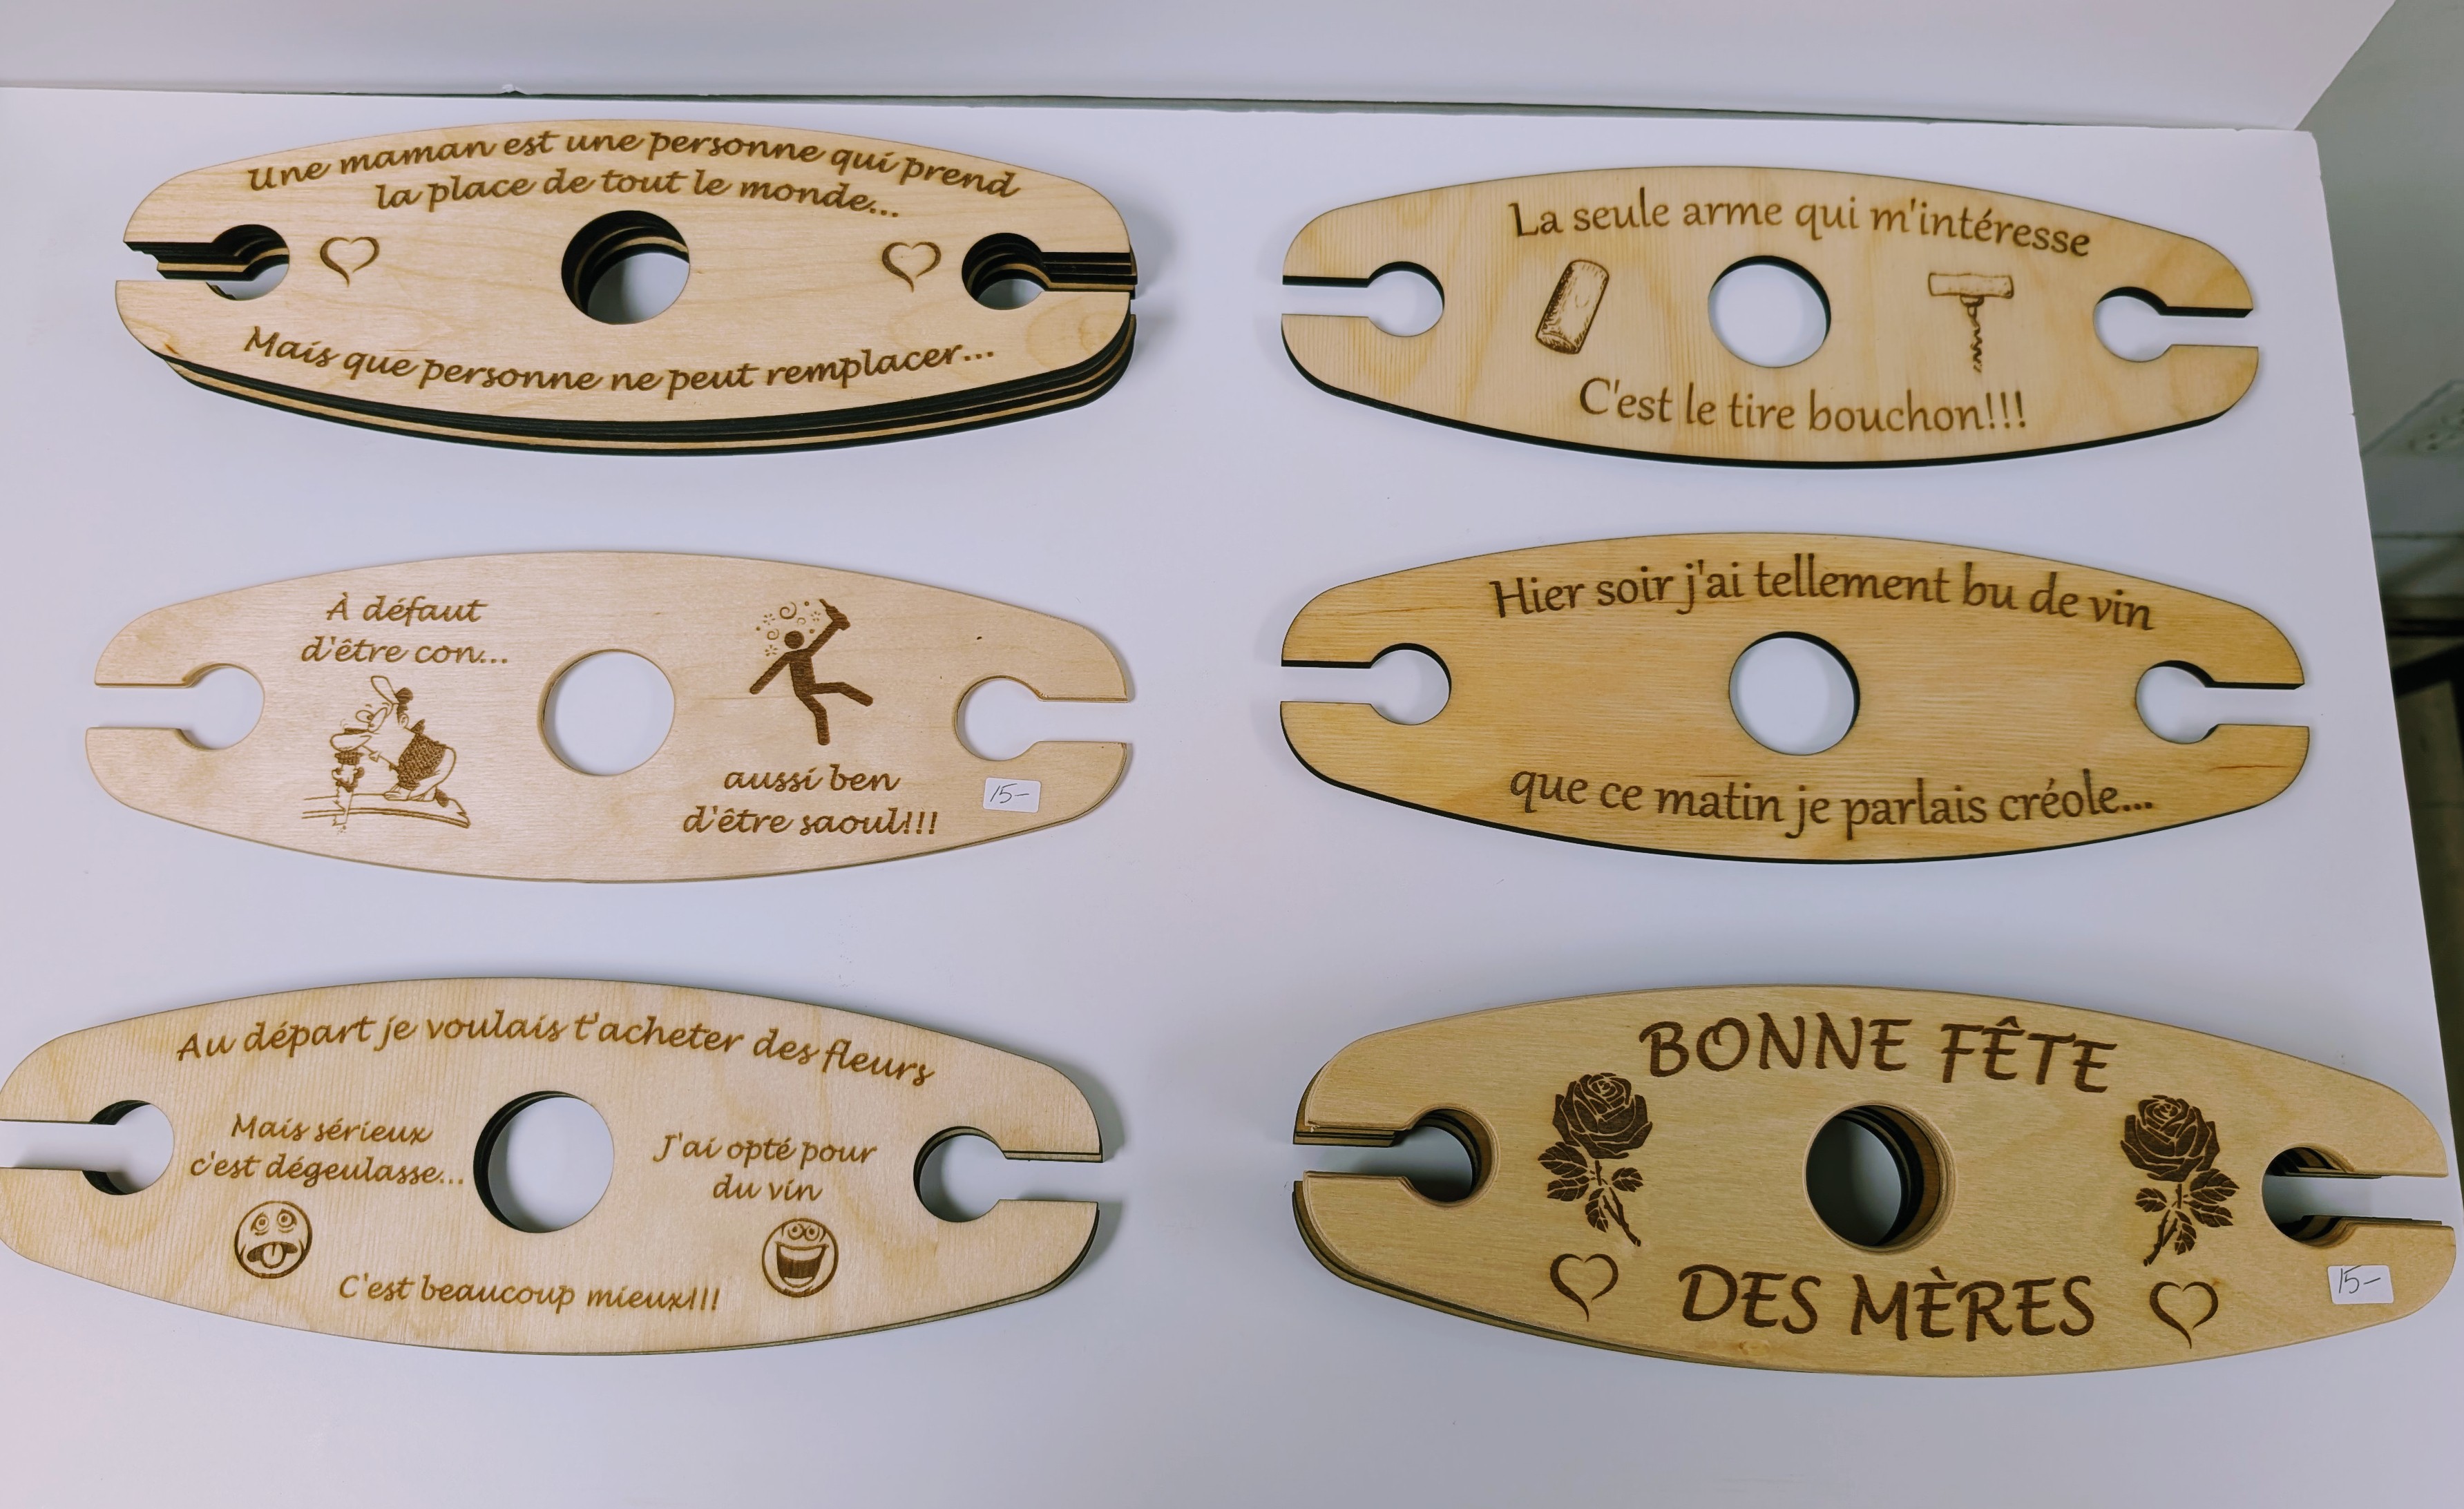 Une maman est une personne qui prend
la place de tout le monde...
Mais que personne ne peut remplacer...
La seule arme qui m'intéresse
C'est le tire bouchon!!!
À défaut
d'être con...
aussi ben
d'être saoul!!!
15-
Hier soir j'ai tellement bu de vin
que ce matin je parlais créole...
Au départ je voulais t'acheter des fleurs
Mais sérieux
c'est dégeulasse...
J'ai opté pour
du vin
C'est beaucoup mieux!!!
BONNE FÊTE
DES MÈRES
15-